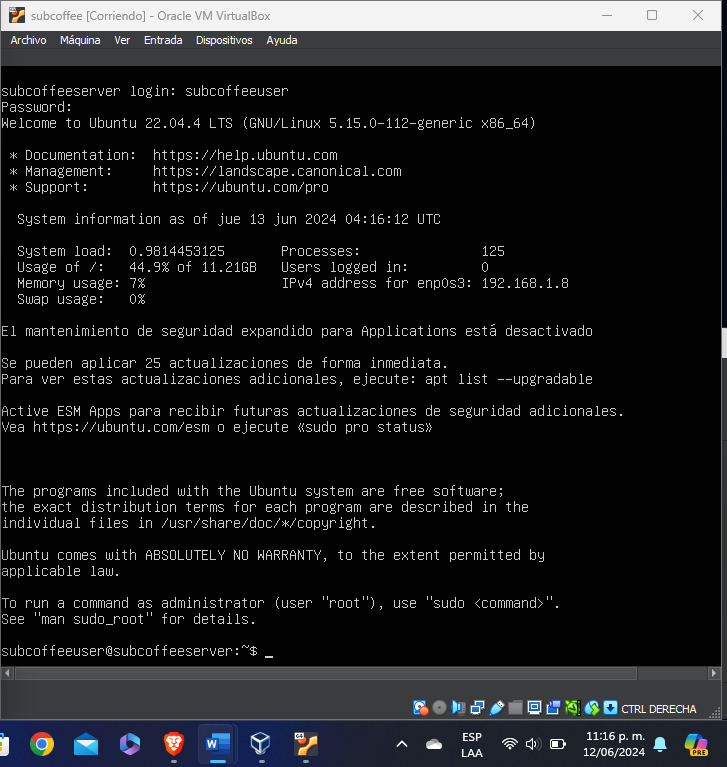 subcoffee [Corriendo] - Oracle VM VirtualBox
Archivo Máquina Ver Entrada Dispositivos Ayuda
subcoffeeserver login: subcoffeeuser
Password:
Welcome to Ubuntu 22.04.4 LTS (GNU/Linux 5.15.0-112-generic x86_64)
* Documentation: https://help.ubuntu.com
* Management: https://landscape.canonical.com
* Support: https://ubuntu.com/pro
System information as of jue 13 jun 2024 04:16:12 UTC
System load: 0.9814453125 Processes: 125
Usage of /: 44.9% of 11.21GB Users logged in: 0
Memory usage: 7% IPv4 address for enp0s3: 192.168.1.8
Swap usage: 0%
El mantenimiento de seguridad expandido para Applications está desactivado
Se pueden aplicar 25 actualizaciones de forma inmediata.
Para ver estas actualizaciones adicionales, ejecute: apt list --upgradable
Active ESM Apps para recibir futuras actualizaciones de seguridad adicionales.
Vea https://ubuntu.com/esm o ejecute «sudo pro status»
The programs included with the Ubuntu system are free software;
the exact distribution terms for each program are described in the
individual files in /usr/share/doc/*/copyright.
Ubuntu comes with ABSOLUTELY NO WARRANTY, to the extent permitted by
applicable law.
To run a command as administrator (user "root"), use "sudo <command>".
See "man sudo_root" for details.
subcoffeeuser@subcoffeeserver:~$ _
CTRL DERECHA
ESP
LAA
11:16 p. m.
12/06/2024
PRE